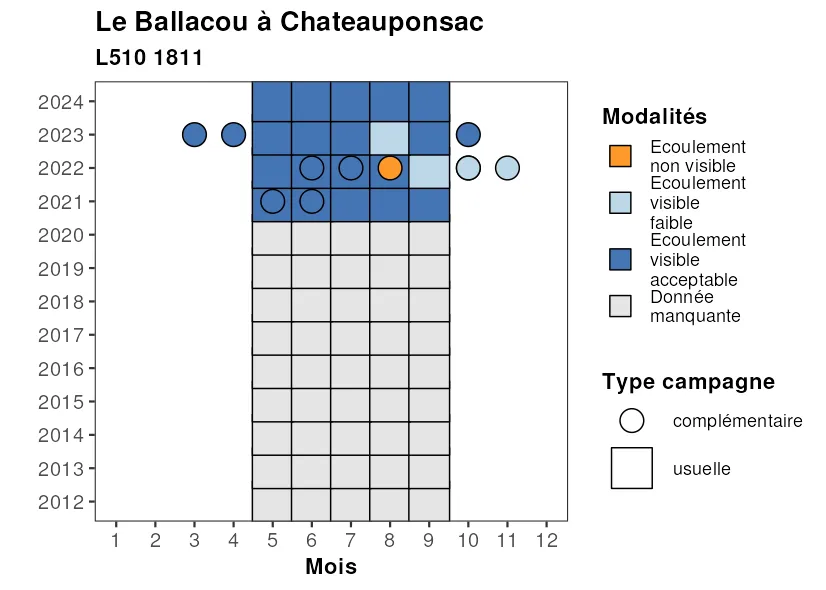 Le Ballacou à Chateauponsac
L510 1811
2024
2023
2022
2021
2020
2019
2018
2017
2016
2015
2014
2013
2012
1 2 3 4 5 6 7 8 9 10 11 12
Mois
Modalités
Ecoulement
non visible
Ecoulement
visible
faible
Ecoulement
visible
acceptable
Donnée
manquante
Type campagne
complémentaire
usuelle